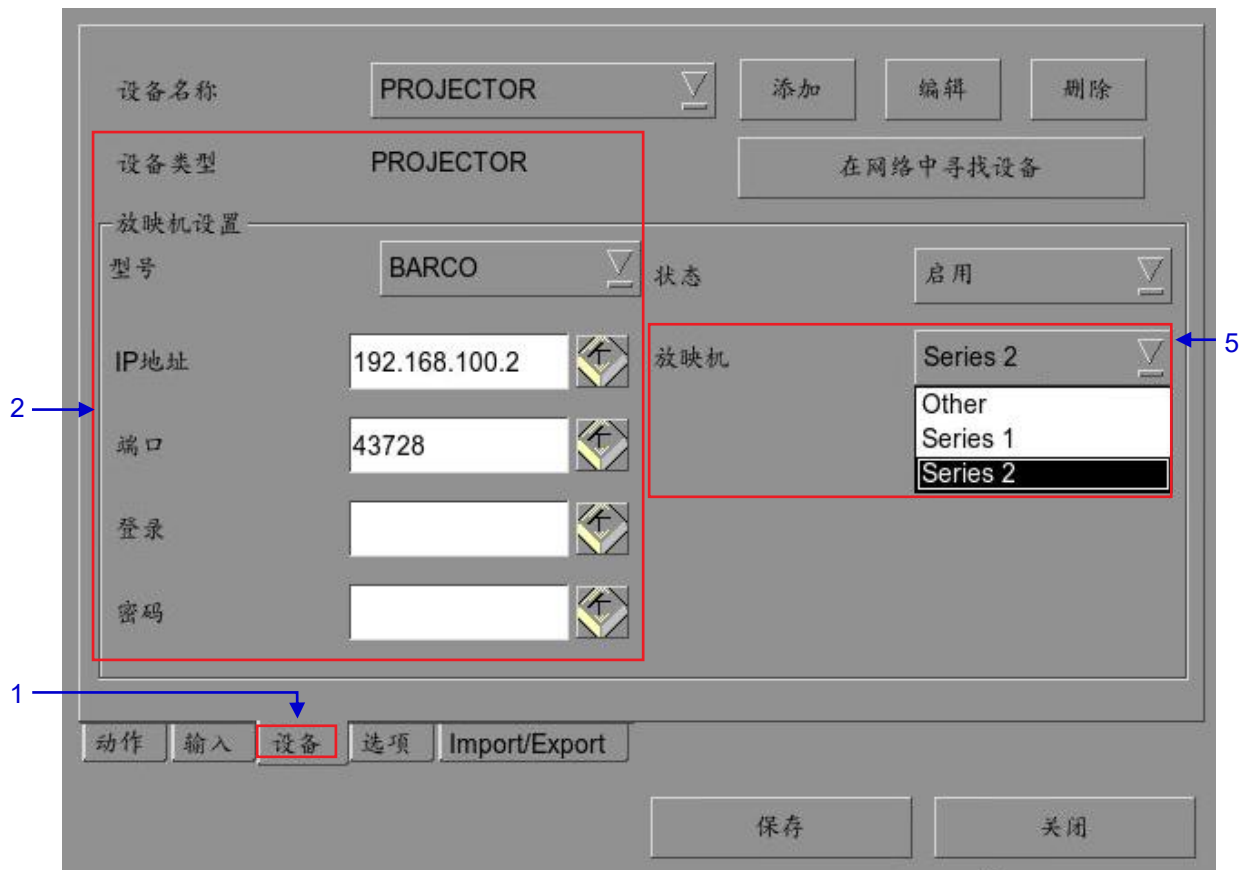 设备名称 PROJECTOR 添加 编辑 删除
设备类型 PROJECTOR 在网络中寻找设备
放映机设置
型号 BARCO 状态 启用
IP地址 192.168.100.2 放映机 Series 2
5
Other
2
端口 43728 Series 1
Series 2
登录
密码
1
动作 输入 设备 选项 Import/Export
保存 关闭